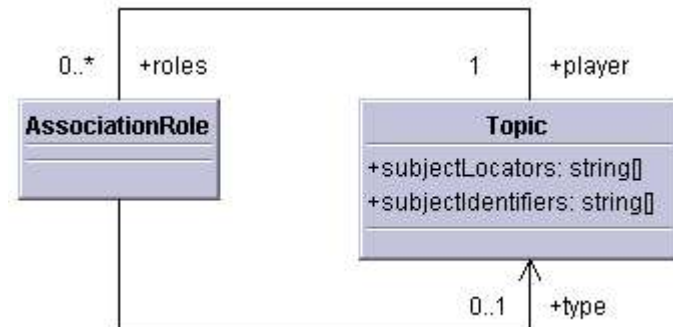 0..* +roles 1 +player
AssociationRole Topic
+subjectLocators: string[]
+subjectIdentifiers: string[]
0..1 +type